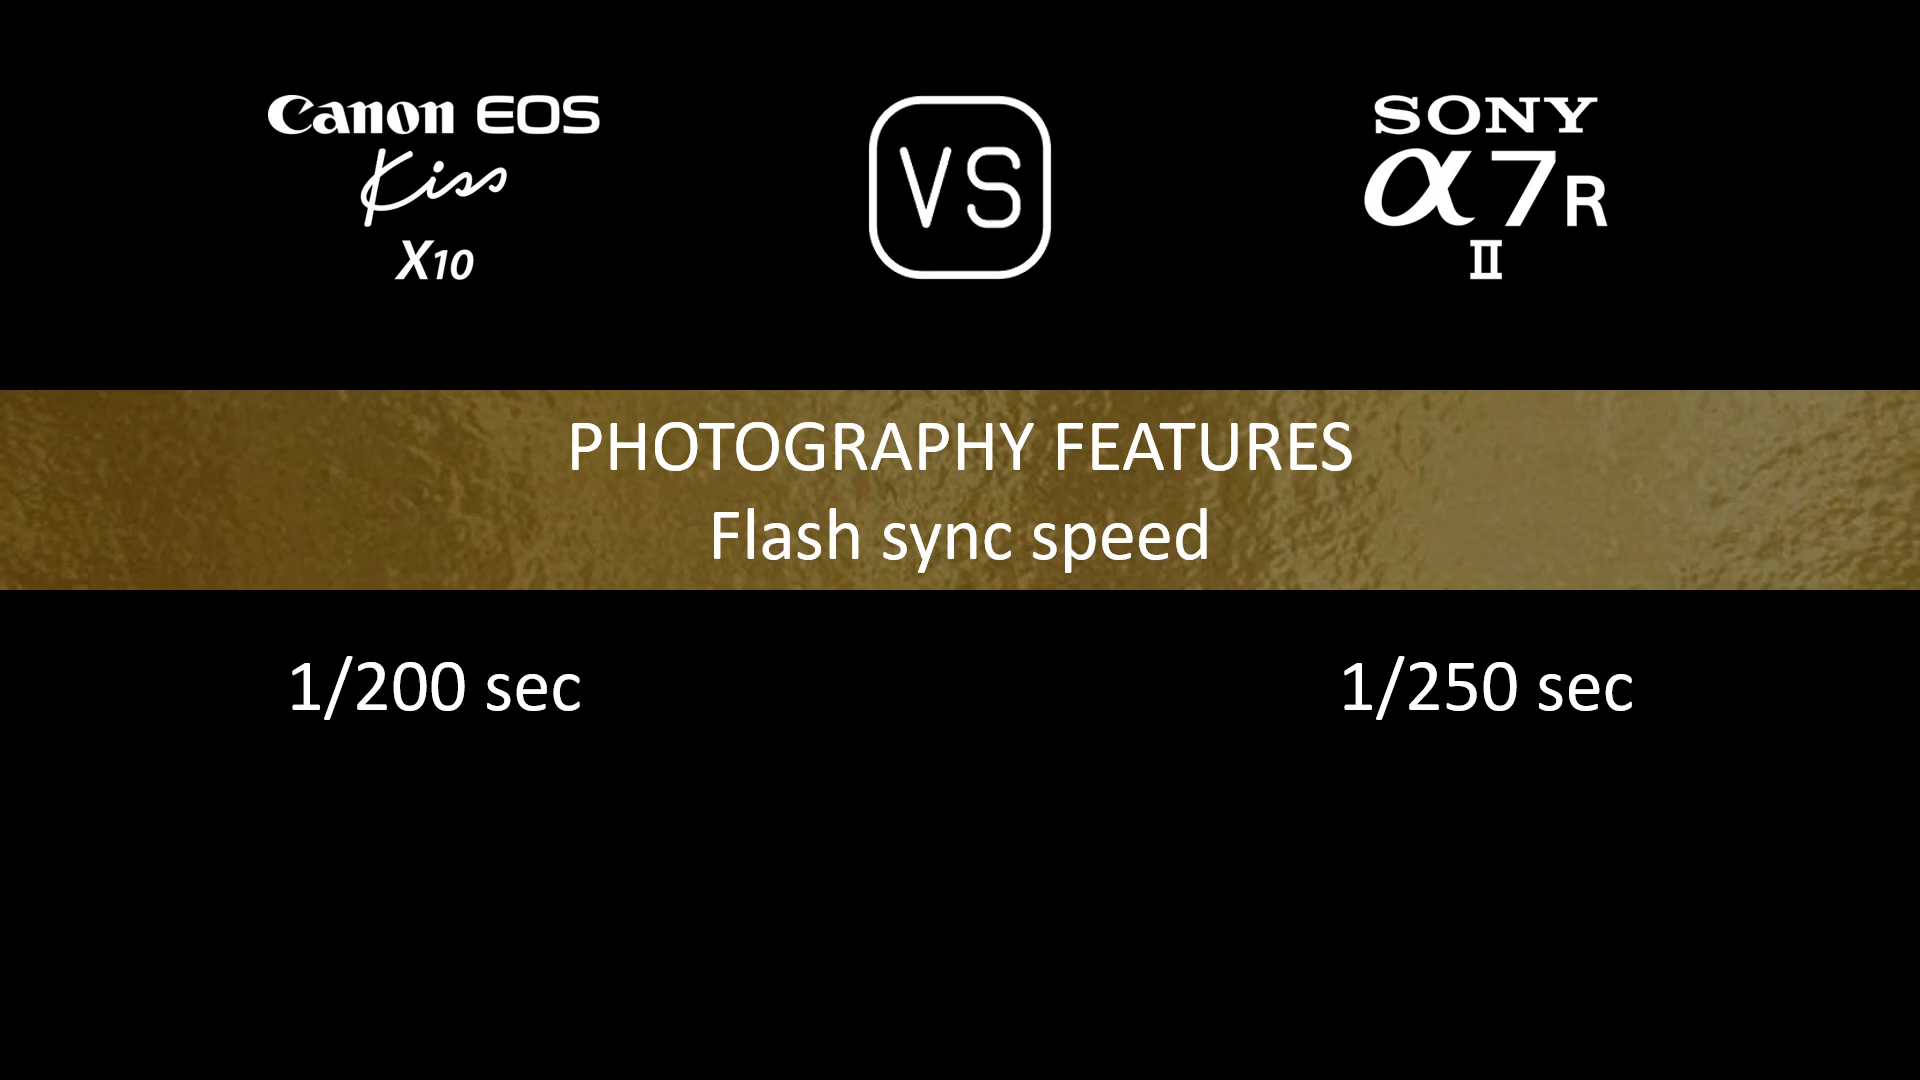 Canon EOS
Kiss
X10
VS
SONY
α7R
II
PHOTOGRAPHY FEATURES
Flash sync speed
1/200 sec
1/250 sec